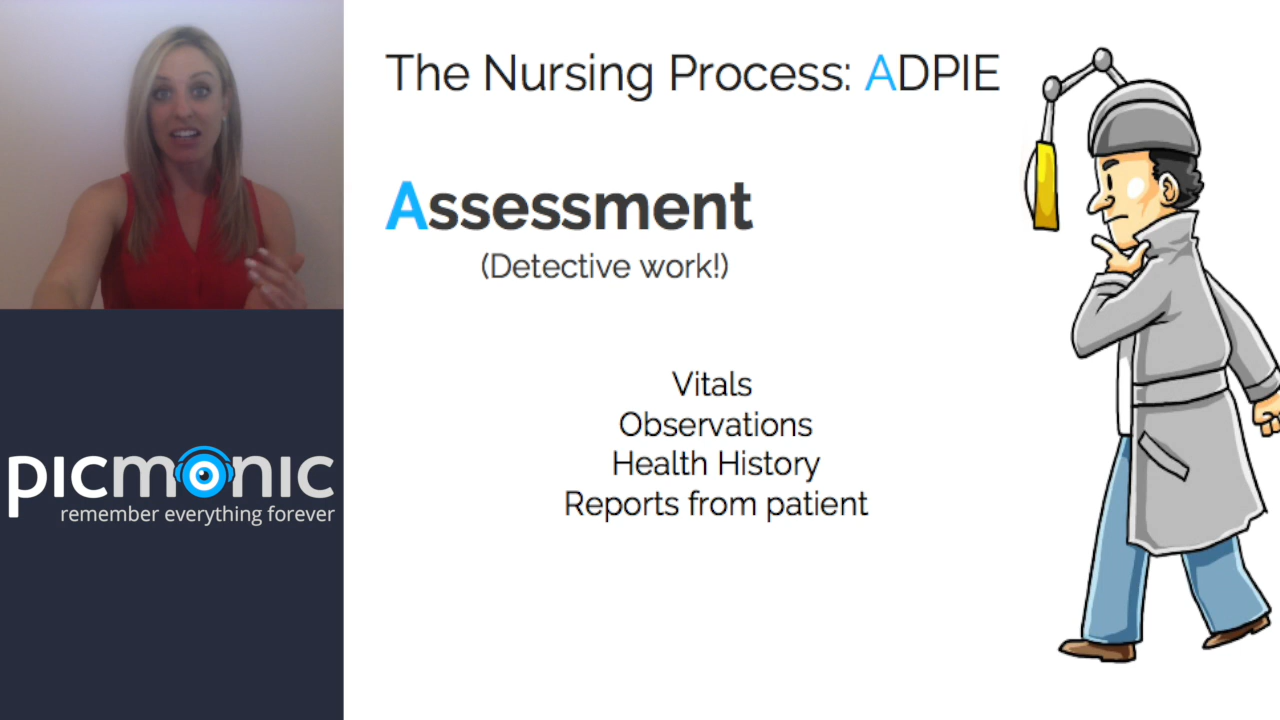 The Nursing Process: ADPIE
Assessment
(Detective work!)
Vitals
Observations
Health History
Reports from patient
picmonic
remember everything forever